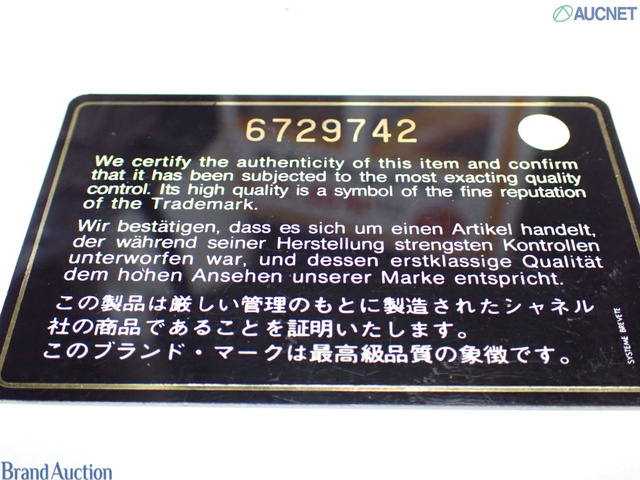 AUCNET
6729742
We certify the authenticity of this item and confirm
that it has been subjected to the most exacting quality
control. Its high quality is a symbol of the fine reputation
of the Trademark.
Wir bestätigen, dass es sich um einen Artikel handelt,
der während seiner Herstellung strengsten Kontrollen
unterworfen war, und dessen erstklassige Qualität
dem hohen Ansehen unserer Marke entspricht.
この製品は厳しい管理のもとに製造されたシャネル
社の商品であることを証明いたします。
このブランド・マークは最高級品質の象徴です。
SYSTEME BREVETE
Brand Auction